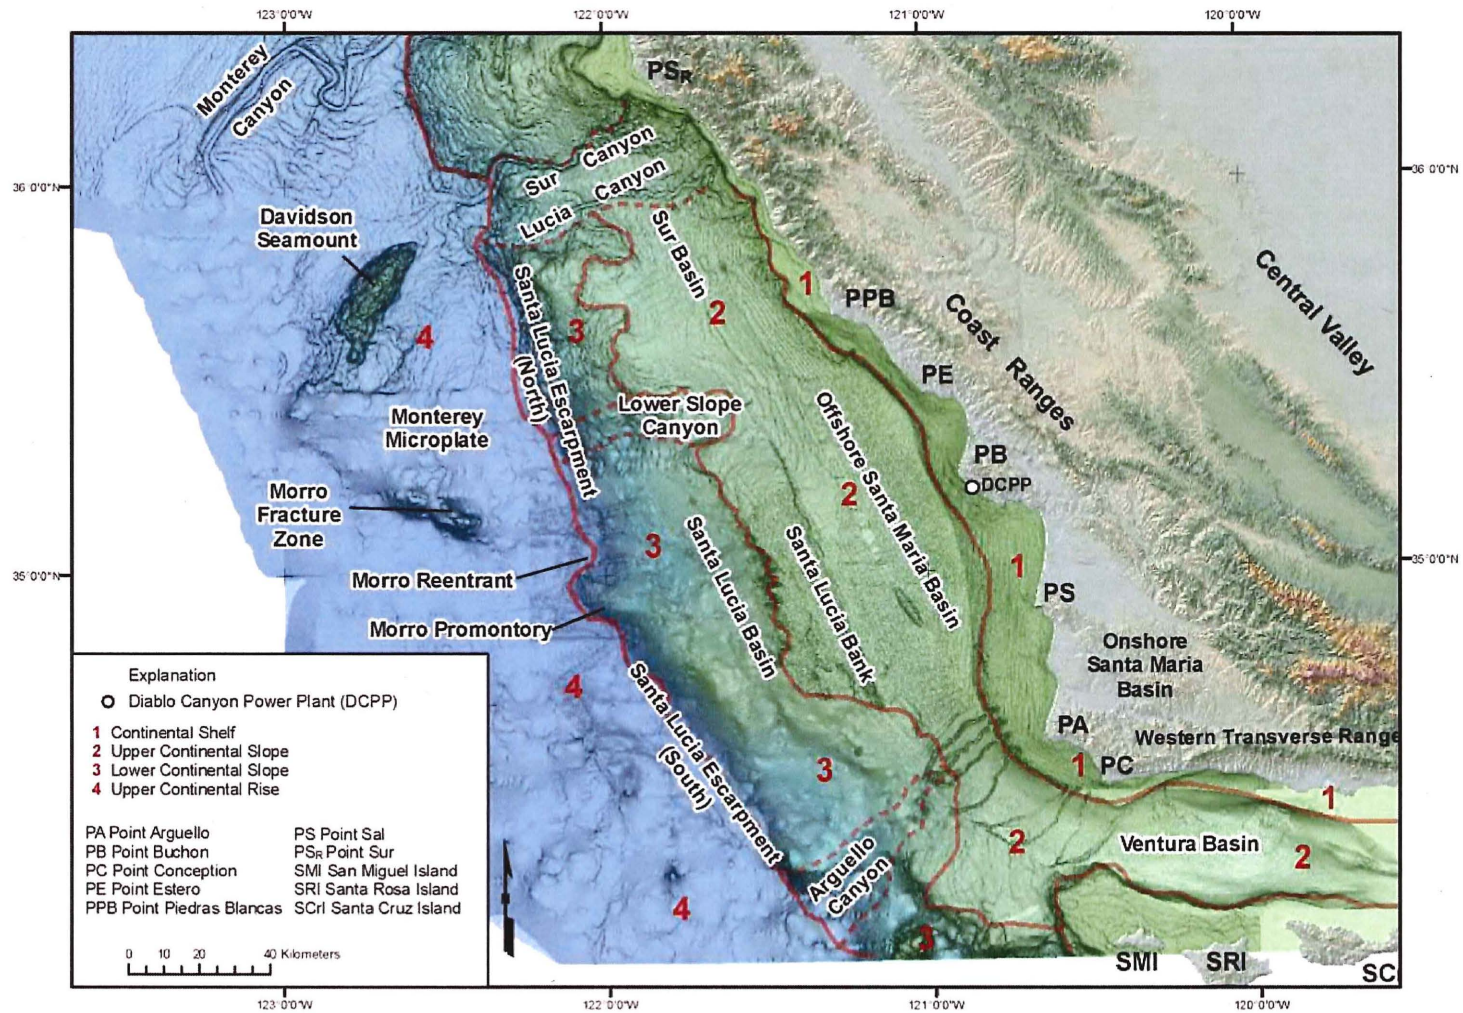 123°0'0"W
122°0'0"W
121°0'0"W
120°0'0"W
Monterey
Canyon
PSR
Sur Canyon
36°0'0"N
36°0'0"N
Lucia Canyon
Davidson
Seamount
Sur Basin
Central Valley
1
PPB
2
Coast Ranges
4
3
Santa Lucia Escarpment
(North)
PE
Lower Slope
Canyon
Monterey
Microplate
Offshore Santa Maria Basin
PB
DCPP
Morro
Fracture
Zone
2
3
Santa Lucia Basin
Santa Lucia Bank
1
35°0'0"N
35°0'0"N
Morro Reentrant
PS
Morro Promontory
Onshore
Santa Maria
Basin
4
Santa Lucia Escarpment
(South)
PA
Western Transverse Range
3
1
PC
1
2
Ventura Basin
2
Arguello
Canyon
4
3
SMI
SRI
SC
Explanation
Diablo Canyon Power Plant (DCPP)
1 Continental Shelf
2 Upper Continental Slope
3 Lower Continental Slope
4 Upper Continental Rise
PA Point Arguello
PB Point Buchon
PC Point Conception
PE Point Estero
PPB Point Piedras Blancas
PS Point Sal
PSR Point Sur
SMI San Miguel Island
SRI Santa Rosa Island
SCrI Santa Cruz Island
0 10 20 40 Kilometers
123°0'0"W
122°0'0"W
121°0'0"W
120°0'0"W